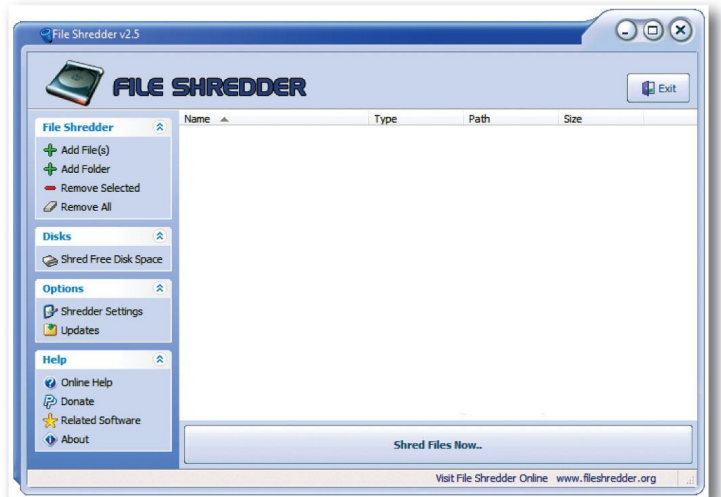 File Shredder v2.5
FILE SHREDDER
Exit
File Shredder
Add File(s)
Add Folder
Remove Selected
Remove All
Disks
Shred Free Disk Space
Options
Shredder Settings
Updates
Help
Online Help
Donate
Related Software
About
Name Type Path Size
Shred Files Now..
Visit File Shredder Online www.fileshredder.org